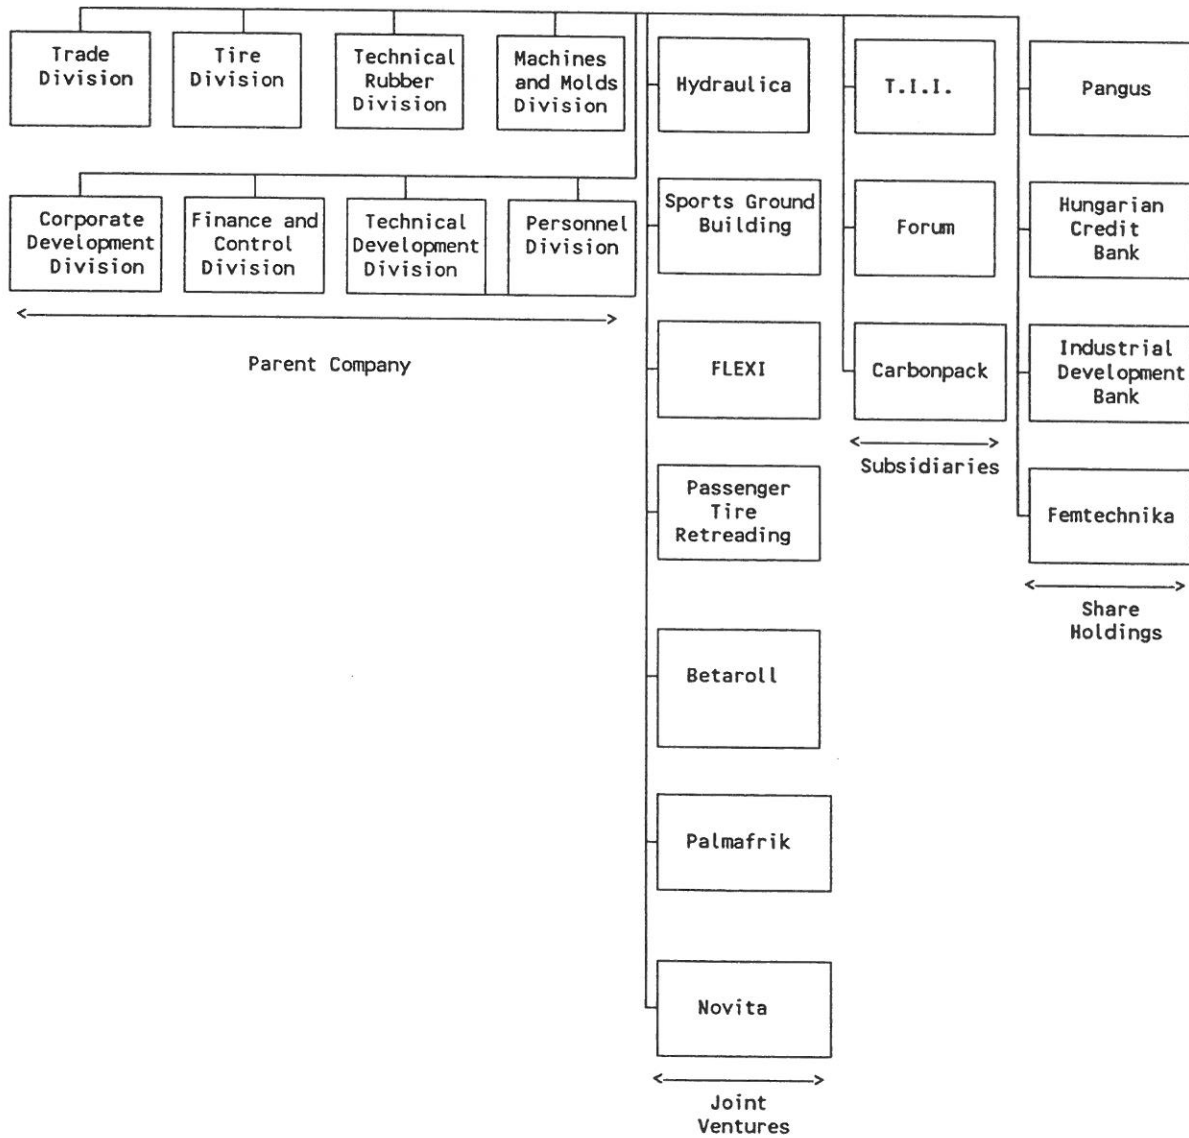 Trade
Division
Tire
Division
Technical
Rubber
Division
Machines
and Molds
Division
Hydraulica
T.I.I.
Pangus
Corporate
Development
Division
Finance and
Control
Division
Technical
Development
Division
Personnel
Division
Sports Ground
Building
Forum
Hungarian
Credit
Bank
Parent Company
FLEXI
Carbonpack
Industrial
Development
Bank
Subsidiaries
Passenger
Tire
Retreading
Femtechnika
Share
Holdings
Betaroll
Palmafrik
Novita
Joint
Ventures